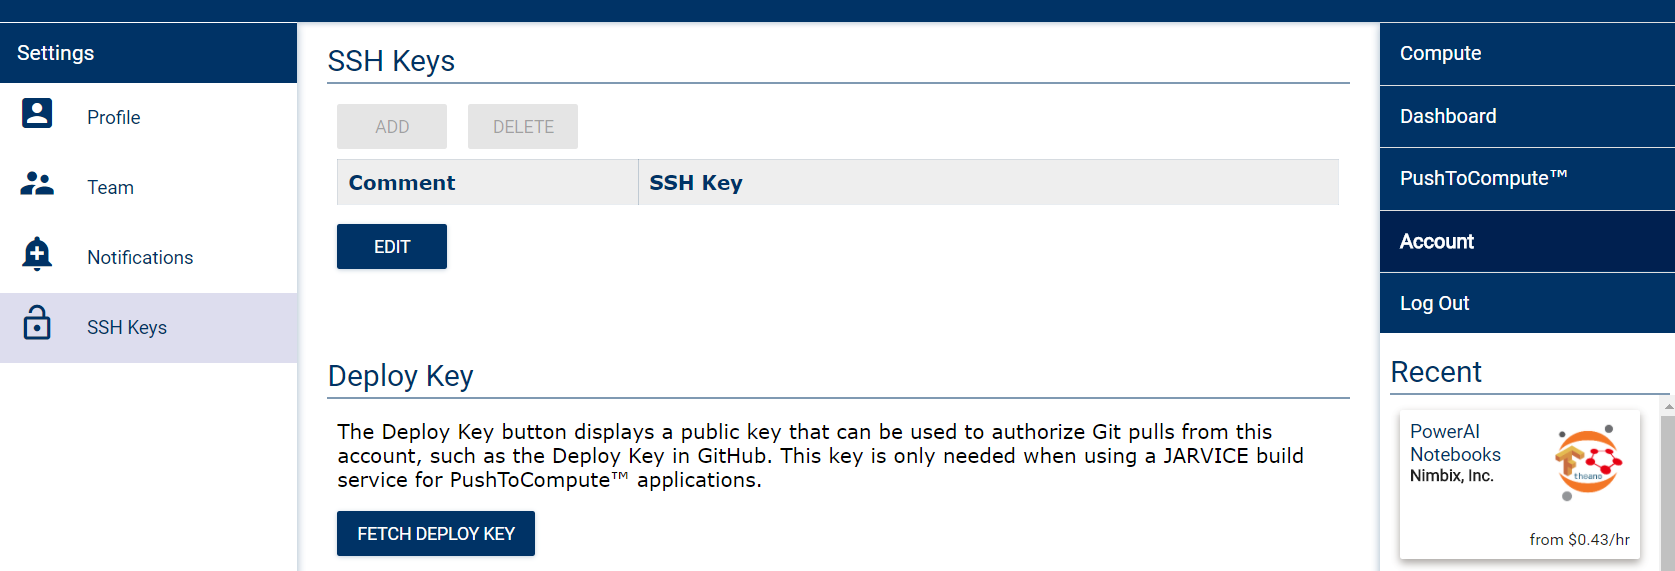 Settings
Profile
Team
Notifications
SSH Keys
SSH Keys
ADD DELETE
Comment SSH Key
EDIT
Deploy Key
The Deploy Key button displays a public key that can be used to authorize Git pulls from this
account, such as the Deploy Key in GitHub. This key is only needed when using a JARVICE build
service for PushToCompute™ applications.
FETCH DEPLOY KEY
Compute
Dashboard
PushToCompute™
Account
Log Out
Recent
PowerAI
Notebooks
Nimbix, Inc.
theano
from $0.43/hr